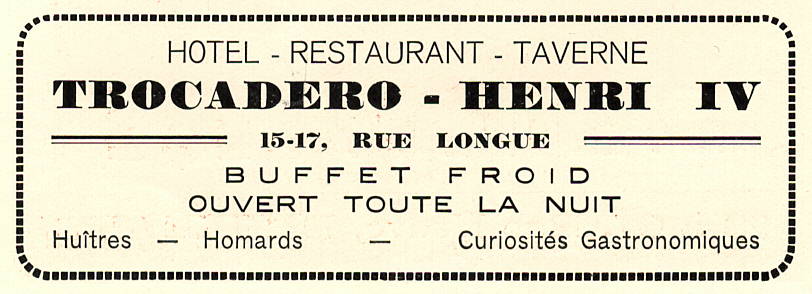 HOTEL - RESTAURANT - TAVERNE
TROCADERO - HENRI IV
15-17, RUE LONGUE
BUFFET FROID
OUVERT TOUTE LA NUIT
Huîtres — Homards — Curiosités Gastronomiques